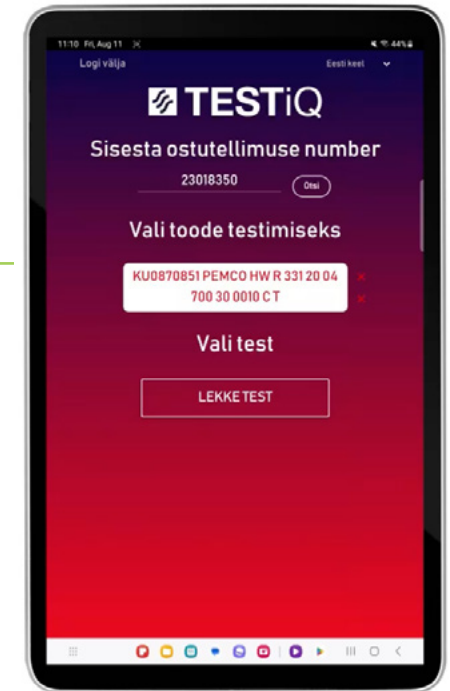 11:10 Fri, Aug 11
44%
Logi välja
Eesti keel
TESTiQ
Sisesta ostutellimuse number
23018350
Otsi
Vali toode testimiseks
KU0870851 PEMCO HW R 331 20 04
700 30 0010 C T
Vali test
LEKKE TEST